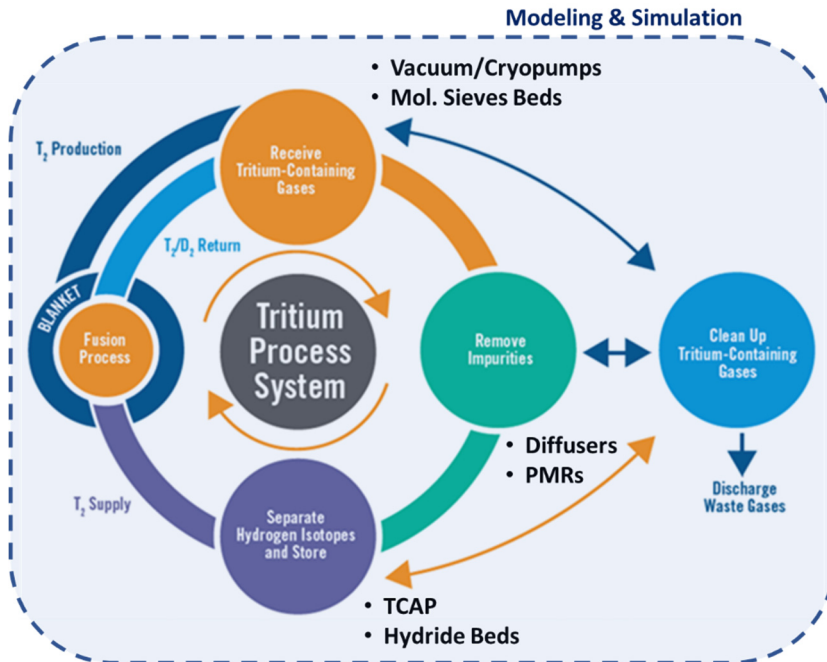 Modeling & Simulation
• Vacuum/Cryopumps
• Mol. Sieves Beds
T₂ Production
Receive
Tritium-Containing
Gases
T₂/D₂ Return
BLANKET
Fusion
Process
Tritium
Process
System
Remove
Impurities
Clean Up
Tritium-Containing
Gases
• Diffusers
• PMRs
Discharge
Waste Gases
T₂ Supply
Separate
Hydrogen Isotopes
and Store
• TCAP
• Hydride Beds